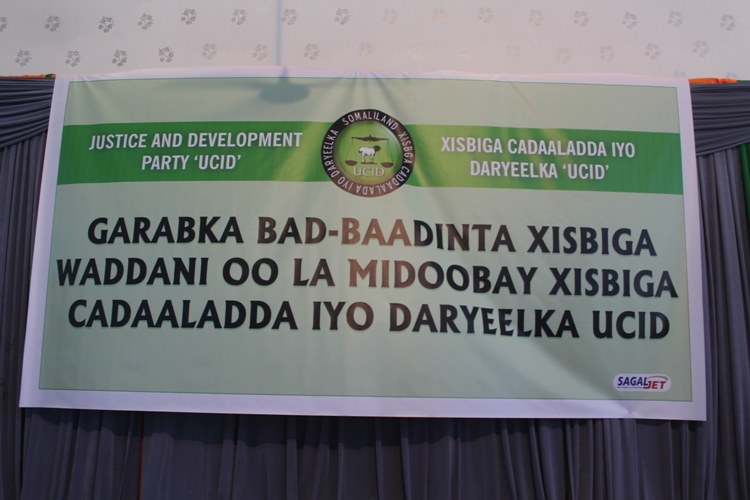 JUSTICE AND DEVELOPMENT
PARTY 'UCID'
SOMALILAND XISBIGA CADDAALADA IYO DARYEELKA
UCID
XISBIGA CADAALADDA IYO
DARYEELKA 'UCID'
GARABKA BAD-BAADINTA XISBIGA
WADDANI OO LA MIDOOBAY XISBIGA
CADAALADDA IYO DARYEELKA UCID
SAGALJET